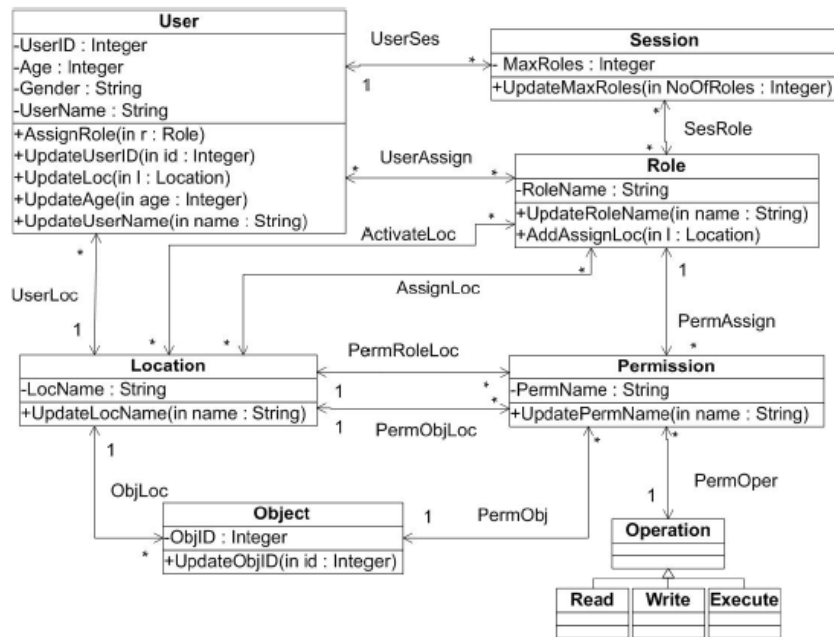 User
-UserID : Integer
-Age : Integer
-Gender : String
-UserName : String
+AssignRole(in r : Role)
+UpdateUserID(in id : Integer)
+UpdateLoc(in l : Location)
+UpdateAge(in age : Integer)
+UpdateUserName(in name : String)
UserSes
1
*
Session
- MaxRoles : Integer
+UpdateMaxRoles(in NoOfRoles : Integer)
*
SesRole
*
UserAssign
*
*
Role
-RoleName : String
+UpdateRoleName(in name : String)
+AddAssignLoc(in l : Location)
*
ActivateLoc
*
*
AssignLoc
*
*
UserLoc
1
1
PermAssign
*
Location
-LocName : String
+UpdateLocName(in name : String)
PermRoleLoc
1
*
*
1
PermObjLoc
Permission
-PermName : String
+UpdatePermName(in name : String)
1
ObjLoc
*
Object
-ObjID : Integer
+UpdateObjID(in id : Integer)
1
PermObj
*
*
PermOper
1
Operation
Read
Write
Execute